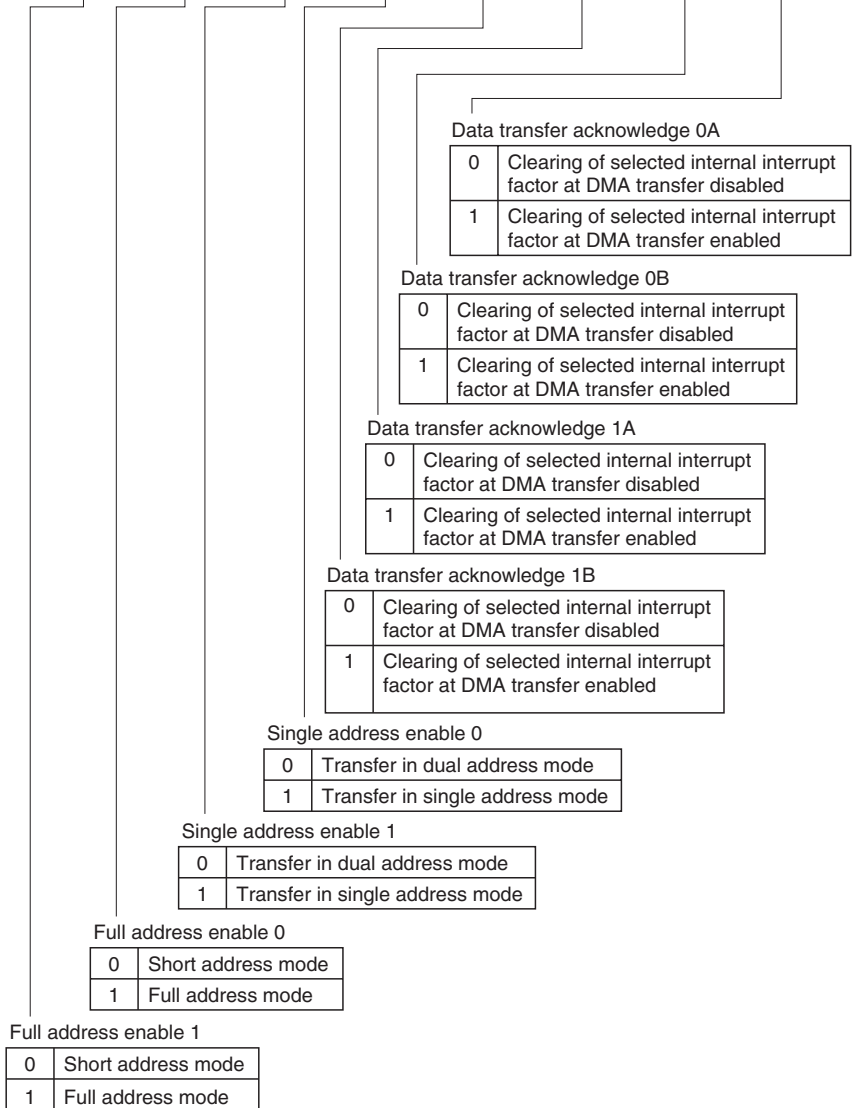 Data transfer acknowledge 0A
0 Clearing of selected internal interrupt
factor at DMA transfer disabled
1 Clearing of selected internal interrupt
factor at DMA transfer enabled
Data transfer acknowledge 0B
0 Clearing of selected internal interrupt
factor at DMA transfer disabled
1 Clearing of selected internal interrupt
factor at DMA transfer enabled
Data transfer acknowledge 1A
0 Clearing of selected internal interrupt
factor at DMA transfer disabled
1 Clearing of selected internal interrupt
factor at DMA transfer enabled
Data transfer acknowledge 1B
0 Clearing of selected internal interrupt
factor at DMA transfer disabled
1 Clearing of selected internal interrupt
factor at DMA transfer enabled
Single address enable 0
0 Transfer in dual address mode
1 Transfer in single address mode
Single address enable 1
0 Transfer in dual address mode
1 Transfer in single address mode
Full address enable 0
0 Short address mode
1 Full address mode
Full address enable 1
0 Short address mode
1 Full address mode